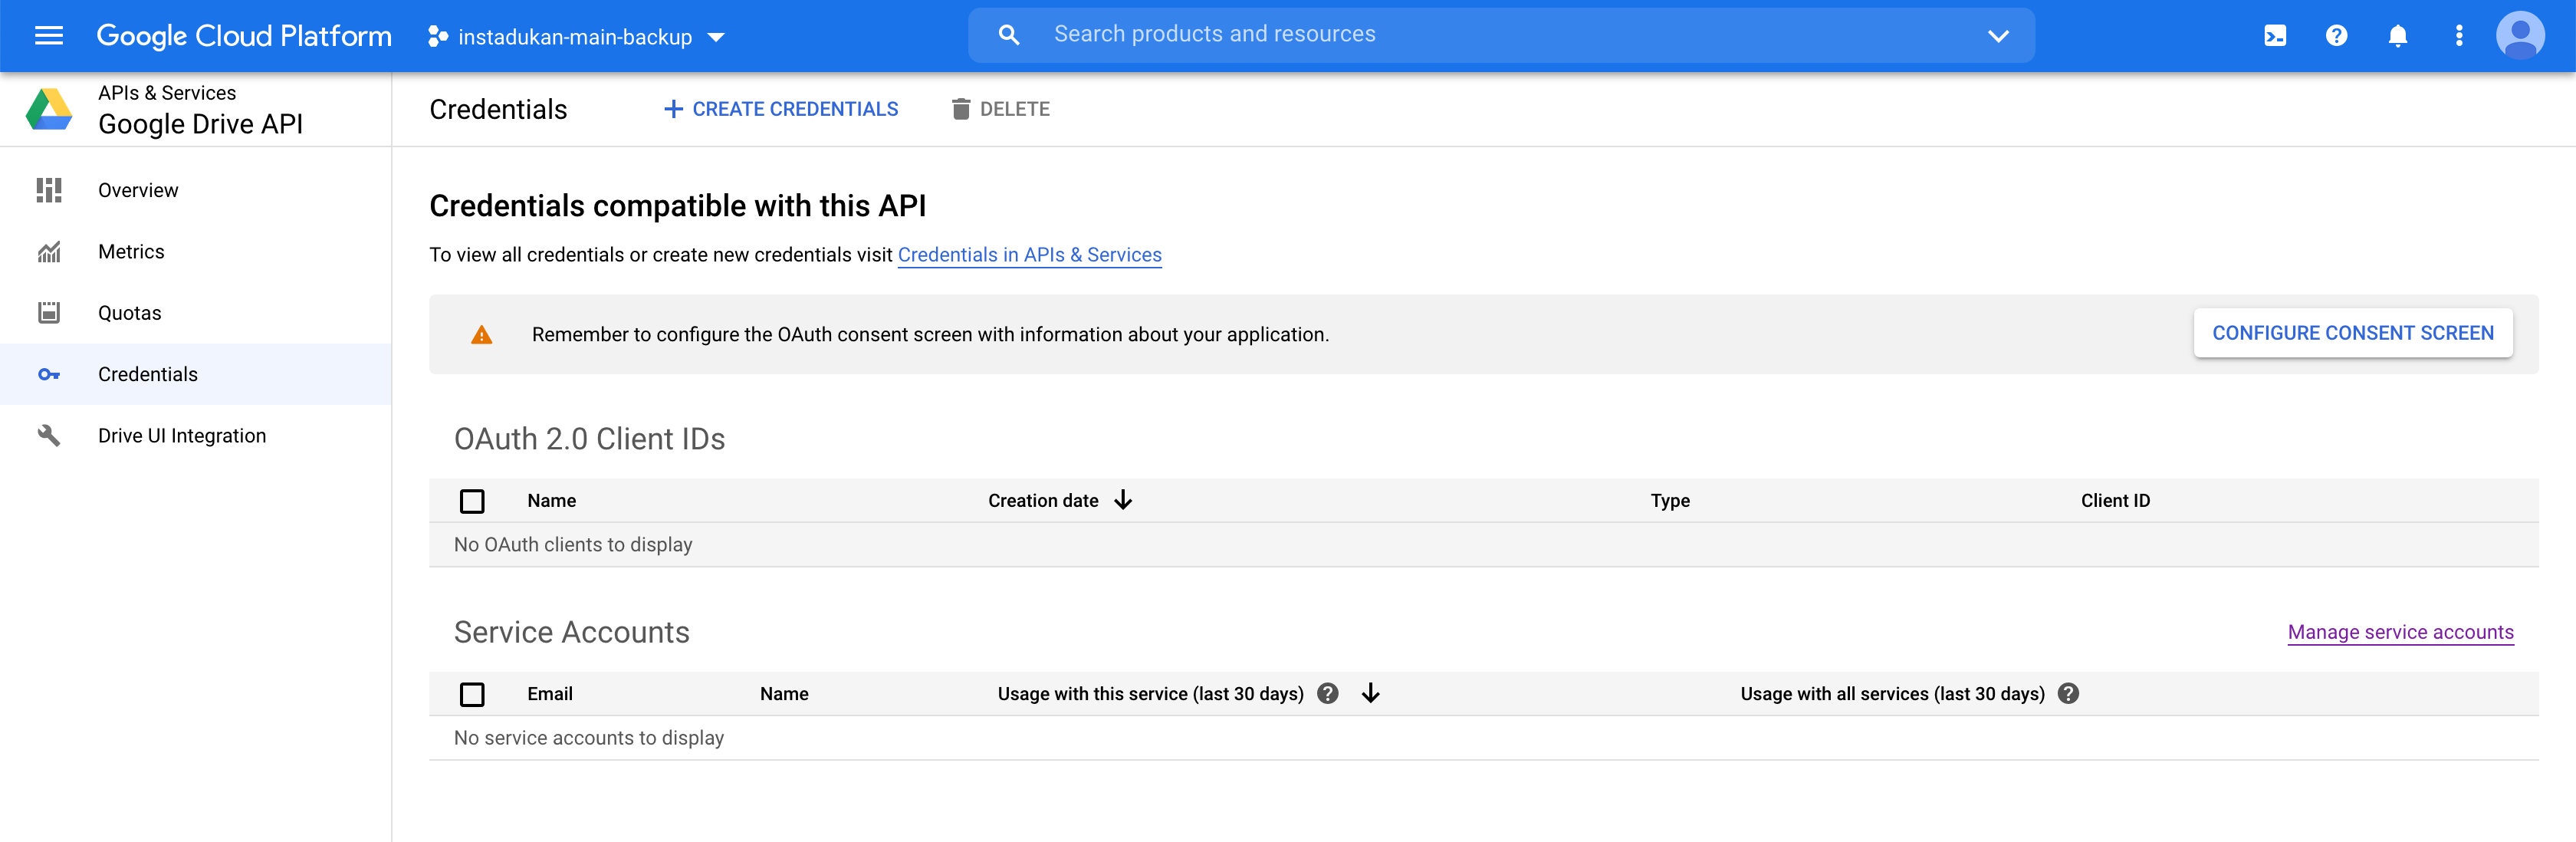 Google Cloud Platform
instadukan-main-backup
Search products and resources
APIs & Services
Google Drive API
Credentials
CREATE CREDENTIALS
DELETE
Overview
Metrics
Quotas
Credentials
Drive UI Integration
Credentials compatible with this API
To view all credentials or create new credentials visit Credentials in APIs & Services
Remember to configure the OAuth consent screen with information about your application.
CONFIGURE CONSENT SCREEN
OAuth 2.0 Client IDs
Name Creation date Type Client ID
No OAuth clients to display
Service Accounts
Manage service accounts
Email Name Usage with this service (last 30 days) Usage with all services (last 30 days)
No service accounts to display